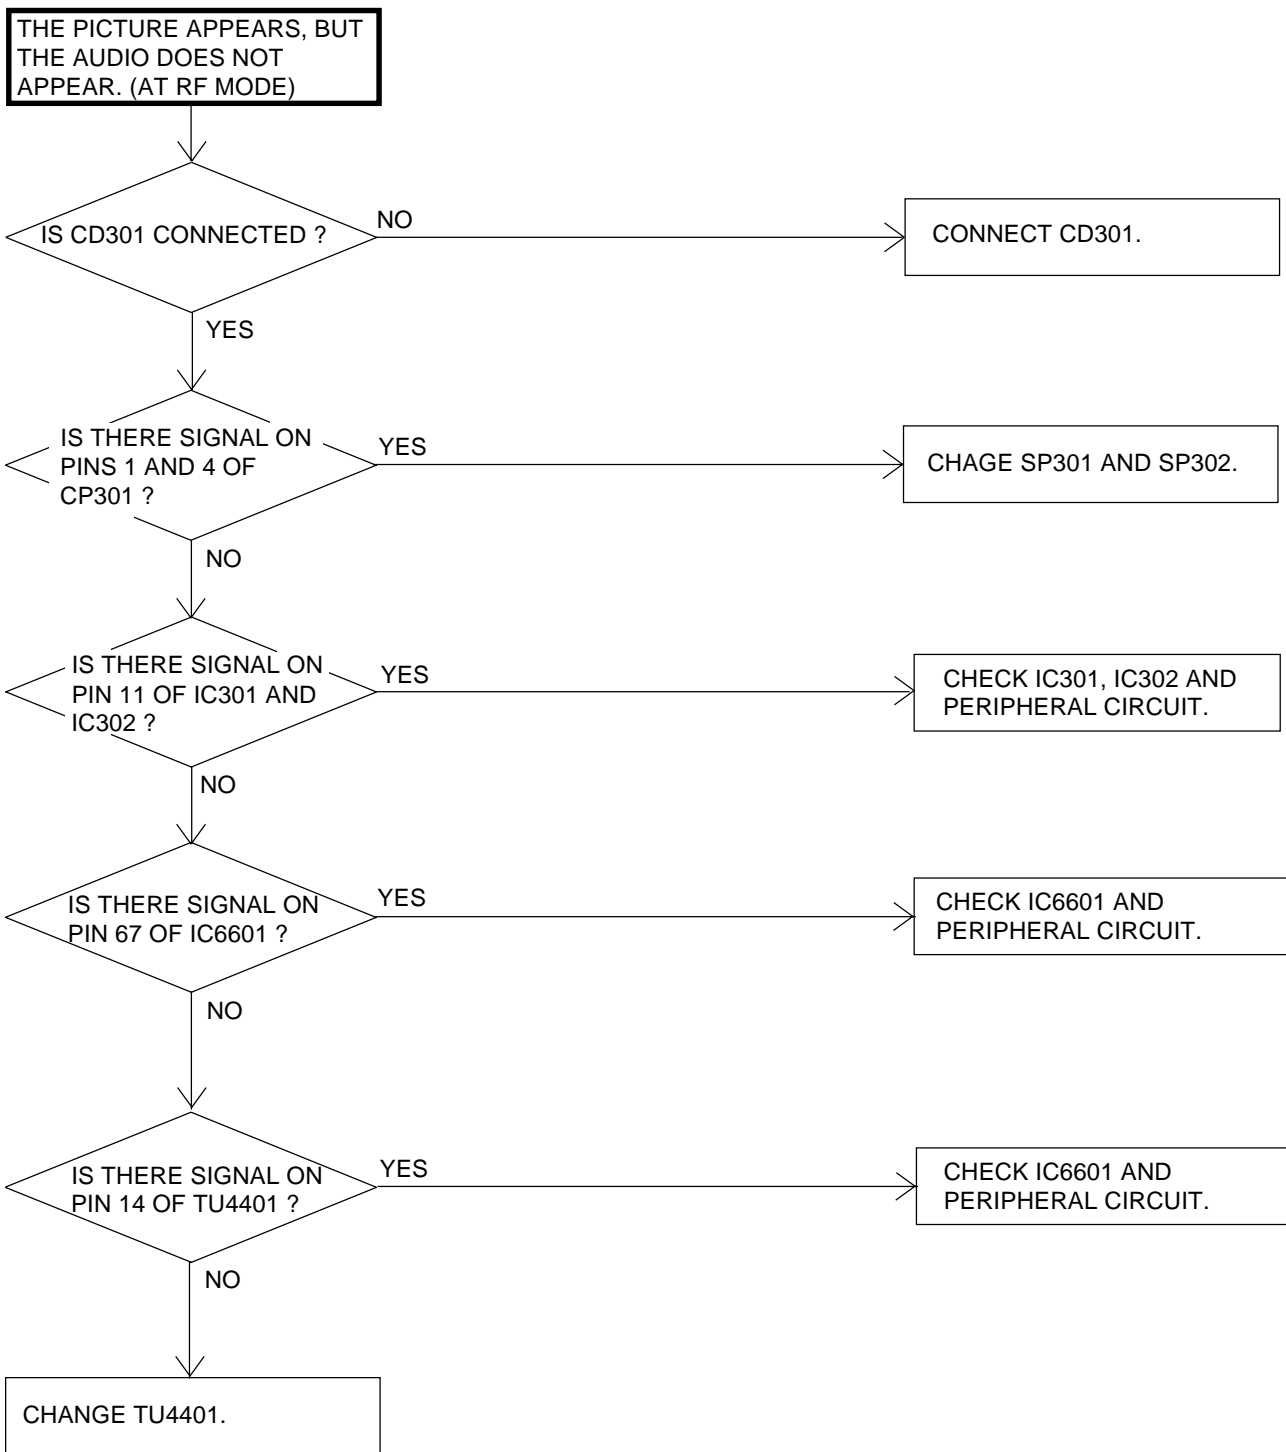 THE PICTURE APPEARS, BUT
THE AUDIO DOES NOT
APPEAR. (AT RF MODE)
IS CD301 CONNECTED ?
NO
CONNECT CD301.
YES
IS THERE SIGNAL ON
PINS 1 AND 4 OF
CP301 ?
YES
CHAGE SP301 AND SP302.
NO
IS THERE SIGNAL ON
PIN 11 OF IC301 AND
IC302 ?
YES
CHECK IC301, IC302 AND
PERIPHERAL CIRCUIT.
NO
IS THERE SIGNAL ON
PIN 67 OF IC6601 ?
YES
CHECK IC6601 AND
PERIPHERAL CIRCUIT.
NO
IS THERE SIGNAL ON
PIN 14 OF TU4401 ?
YES
CHECK IC6601 AND
PERIPHERAL CIRCUIT.
NO
CHANGE TU4401.